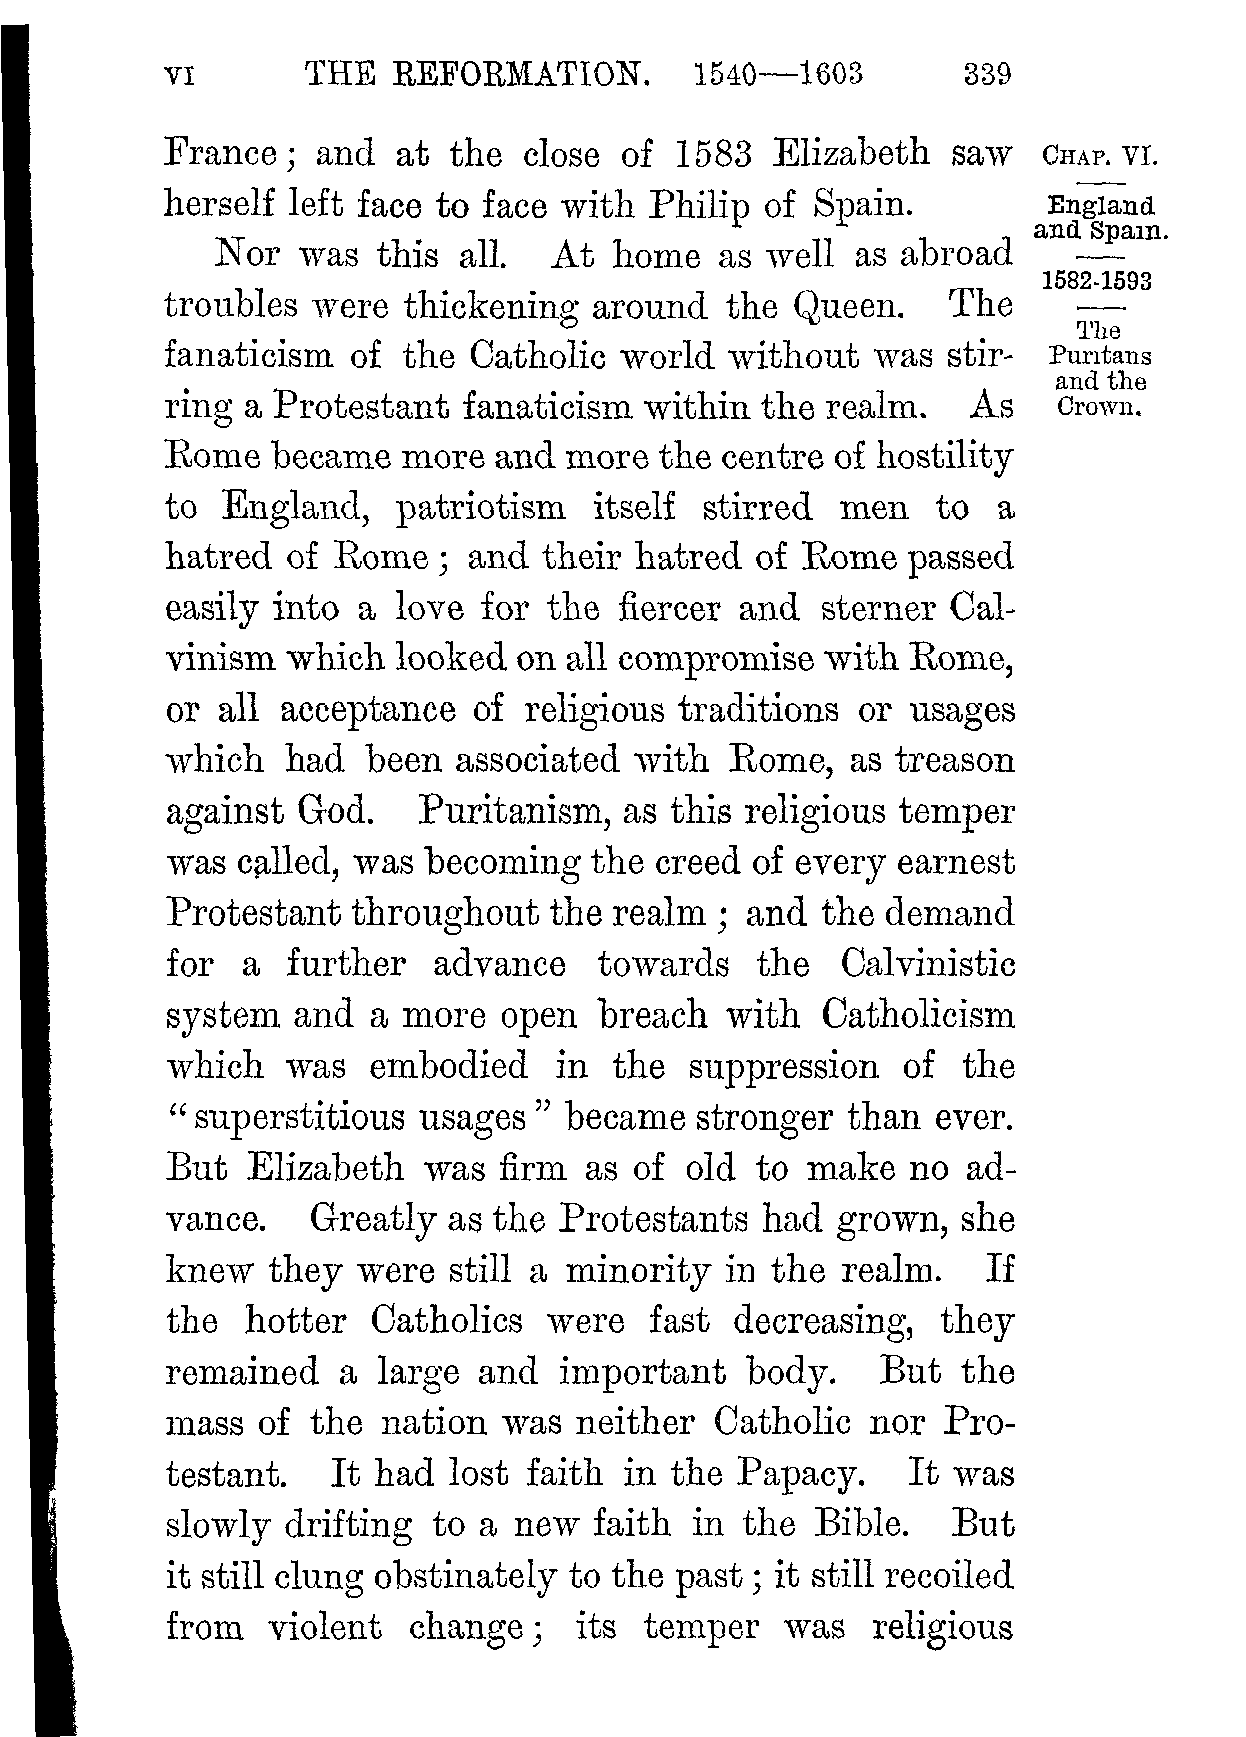 VI THE REFORMATION. 1540—1603 339
France; and at the close of 1583 Elizabeth saw
herself left face to face with Philip of Spain.
Nor was this all. At home as well as abroad
troubles were thickening around the Queen. The
fanaticism of the Catholic world without was stir-
ring a Protestant fanaticism within the realm. As
Rome became more and more the centre of hostility
to England, patriotism itself stirred men to a
hatred of Rome; and their hatred of Rome passed
easily into a love for the fiercer and sterner Cal-
vinism which looked on all compromise with Rome,
or all acceptance of religious traditions or usages
which had been associated with Rome, as treason
against God. Puritanism, as this religious temper
was called, was becoming the creed of every earnest
Protestant throughout the realm; and the demand
for a further advance towards the Calvinistic
system and a more open breach with Catholicism
which was embodied in the suppression of the
“superstitious usages” became stronger than ever.
But Elizabeth was firm as of old to make no ad-
vance. Greatly as the Protestants had grown, she
knew they were still a minority in the realm. If
the hotter Catholics were fast decreasing, they
remained a large and important body. But the
mass of the nation was neither Catholic nor Pro-
testant. It had lost faith in the Papacy. It was
slowly drifting to a new faith in the Bible. But
it still clung obstinately to the past; it still recoiled
from violent change; its temper was religious
CHAP. VI.
England
and Spain.
1582-1593
The
Puritans
and the
Crown.